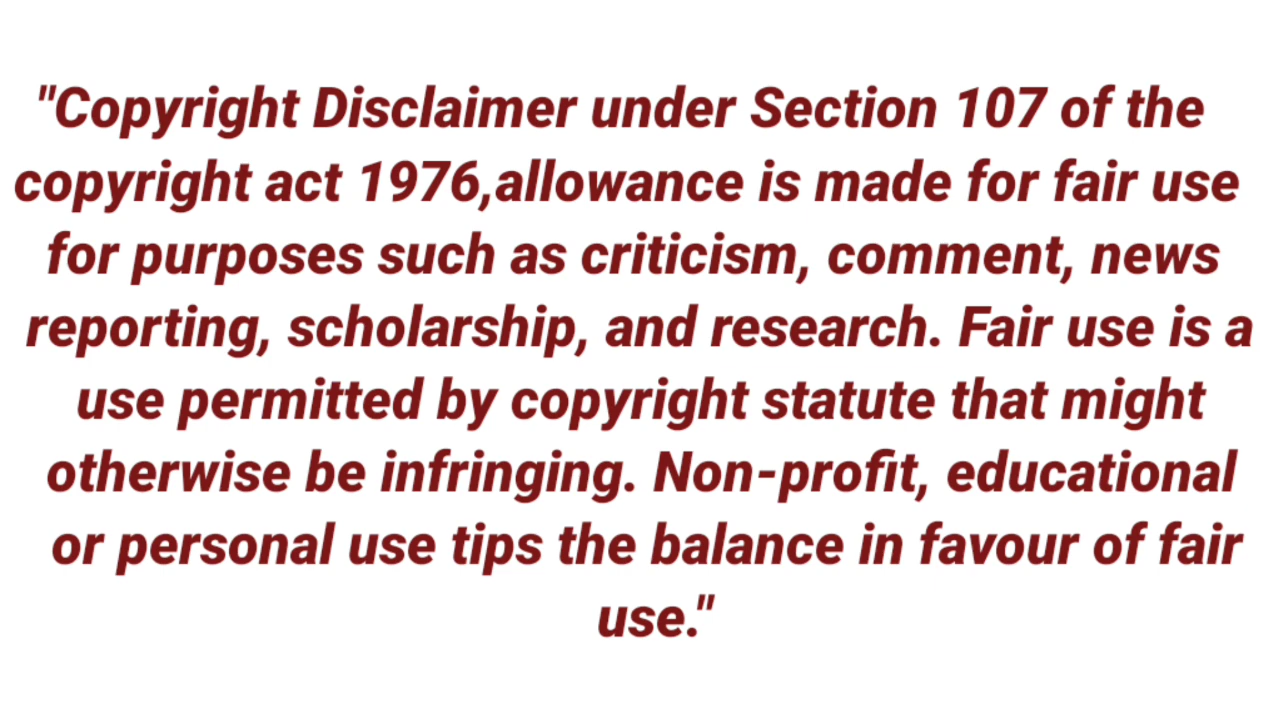 "Copyright Disclaimer under Section 107 of the
copyright act 1976,allowance is made for fair use
for purposes such as criticism, comment, news
reporting, scholarship, and research. Fair use is a
use permitted by copyright statute that might
otherwise be infringing. Non-profit, educational
or personal use tips the balance in favour of fair
use."